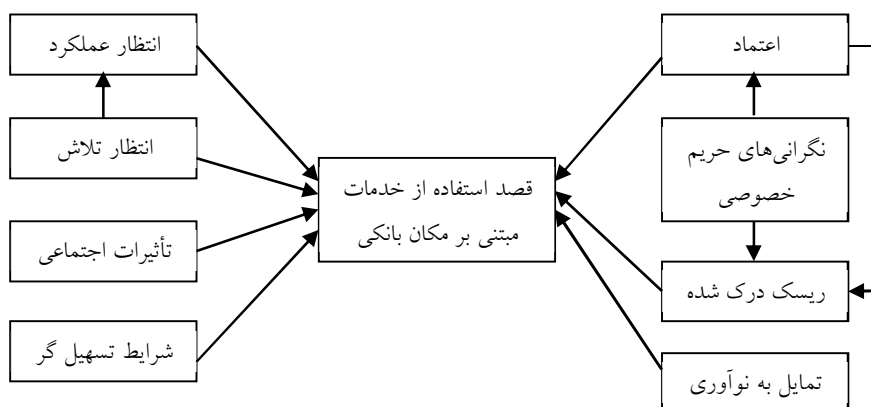 اعتماد
انتظار عملکرد
نگرانی‌های حریم
خصوصی
انتظار تلاش
قصد استفاده از خدمات
مبتنی بر مکان بانکی
تأثیرات اجتماعی
ریسک درک شده
شرایط تسهیل گر
تمایل به نوآوری